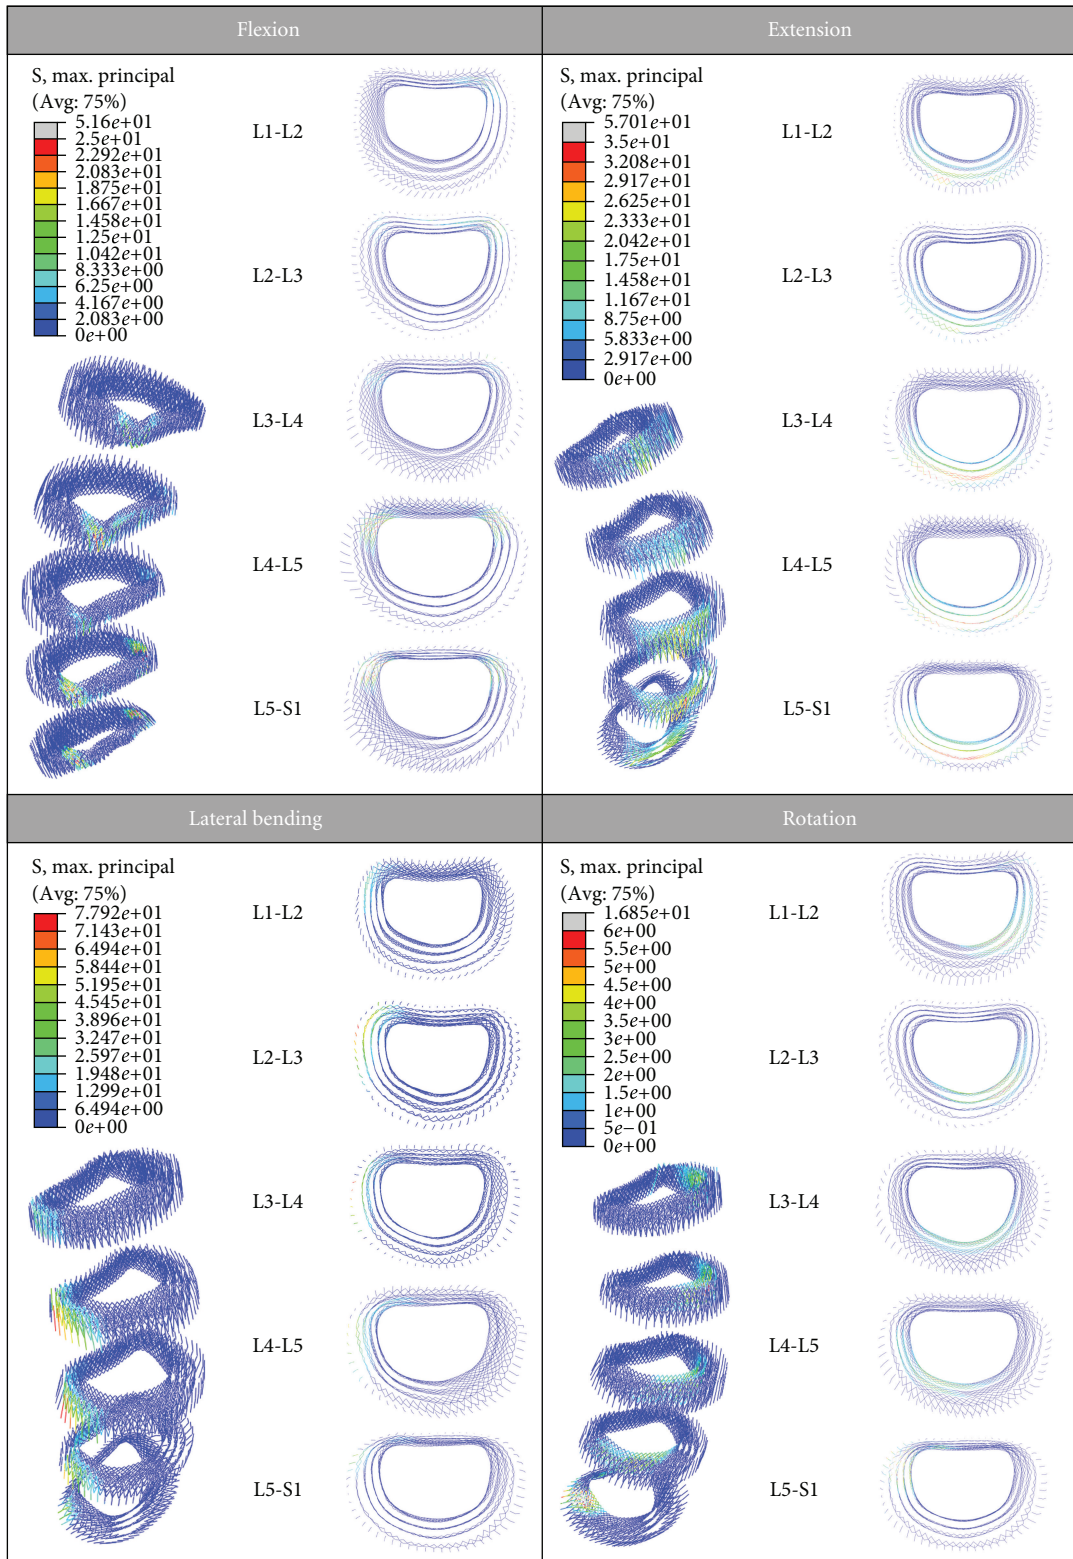 Flexion
S, max. principal
(Avg: 75%)
5.16e+01
2.5e+01
2.292e+01
2.083e+01
1.875e+01
1.667e+01
1.458e+01
1.25e+01
1.042e+01
8.333e+00
6.25e+00
4.167e+00
2.083e+00
0e+00
L1-L2
L2-L3
L3-L4
L4-L5
L5-S1
Extension
S, max. principal
(Avg: 75%)
5.701e+01
3.5e+01
3.208e+01
2.917e+01
2.625e+01
2.333e+01
2.042e+01
1.75e+01
1.458e+01
1.167e+01
8.75e+00
5.833e+00
2.917e+00
0e+00
L1-L2
L2-L3
L3-L4
L4-L5
L5-S1
Lateral bending
S, max. principal
(Avg: 75%)
7.792e+01
7.143e+01
6.494e+01
5.844e+01
5.195e+01
4.545e+01
3.896e+01
3.247e+01
2.597e+01
1.948e+01
1.299e+01
6.494e+00
0e+00
L1-L2
L2-L3
L3-L4
L4-L5
L5-S1
Rotation
S, max. principal
(Avg: 75%)
1.685e+01
6e+00
5.5e+00
5e+00
4.5e+00
4e+00
3.5e+00
3e+00
2.5e+00
2e+00
1.5e+00
1e+00
5e−01
0e+00
L1-L2
L2-L3
L3-L4
L4-L5
L5-S1